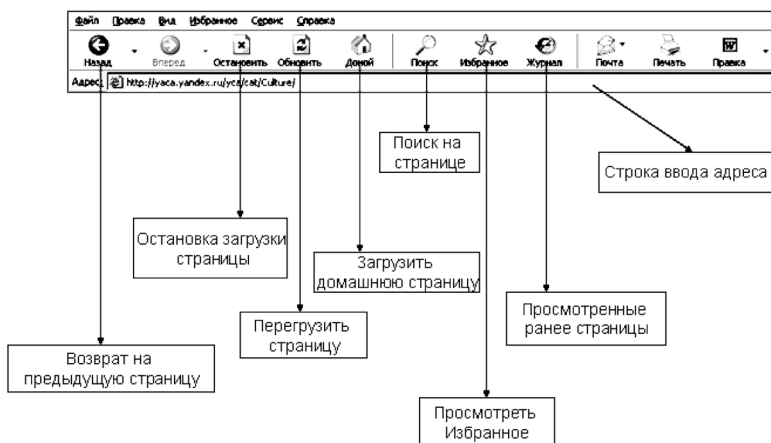 Файл Правка Вид Избранное Сервис Справка
Назад Вперед Остановить Обновить Домой Поиск Избранное Журнал Почта Печать Правка
Адрес: http://yaca.yandex.ru/yca/cat/Culture/
Поиск на
странице
Строка ввода адреса
Остановка загрузки
страницы
Загрузить
домашнюю страницу
Просмотренные
ранее страницы
Перегрузить
страницу
Возврат на
предыдущую страницу
Просмотреть
Избранное